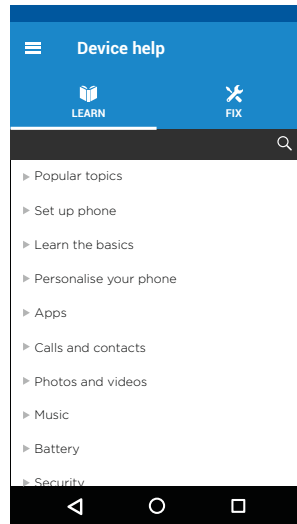 Device help
LEARN
FIX
Popular topics
Set up phone
Learn the basics
Personalise your phone
Apps
Calls and contacts
Photos and videos
Music
Battery
Security